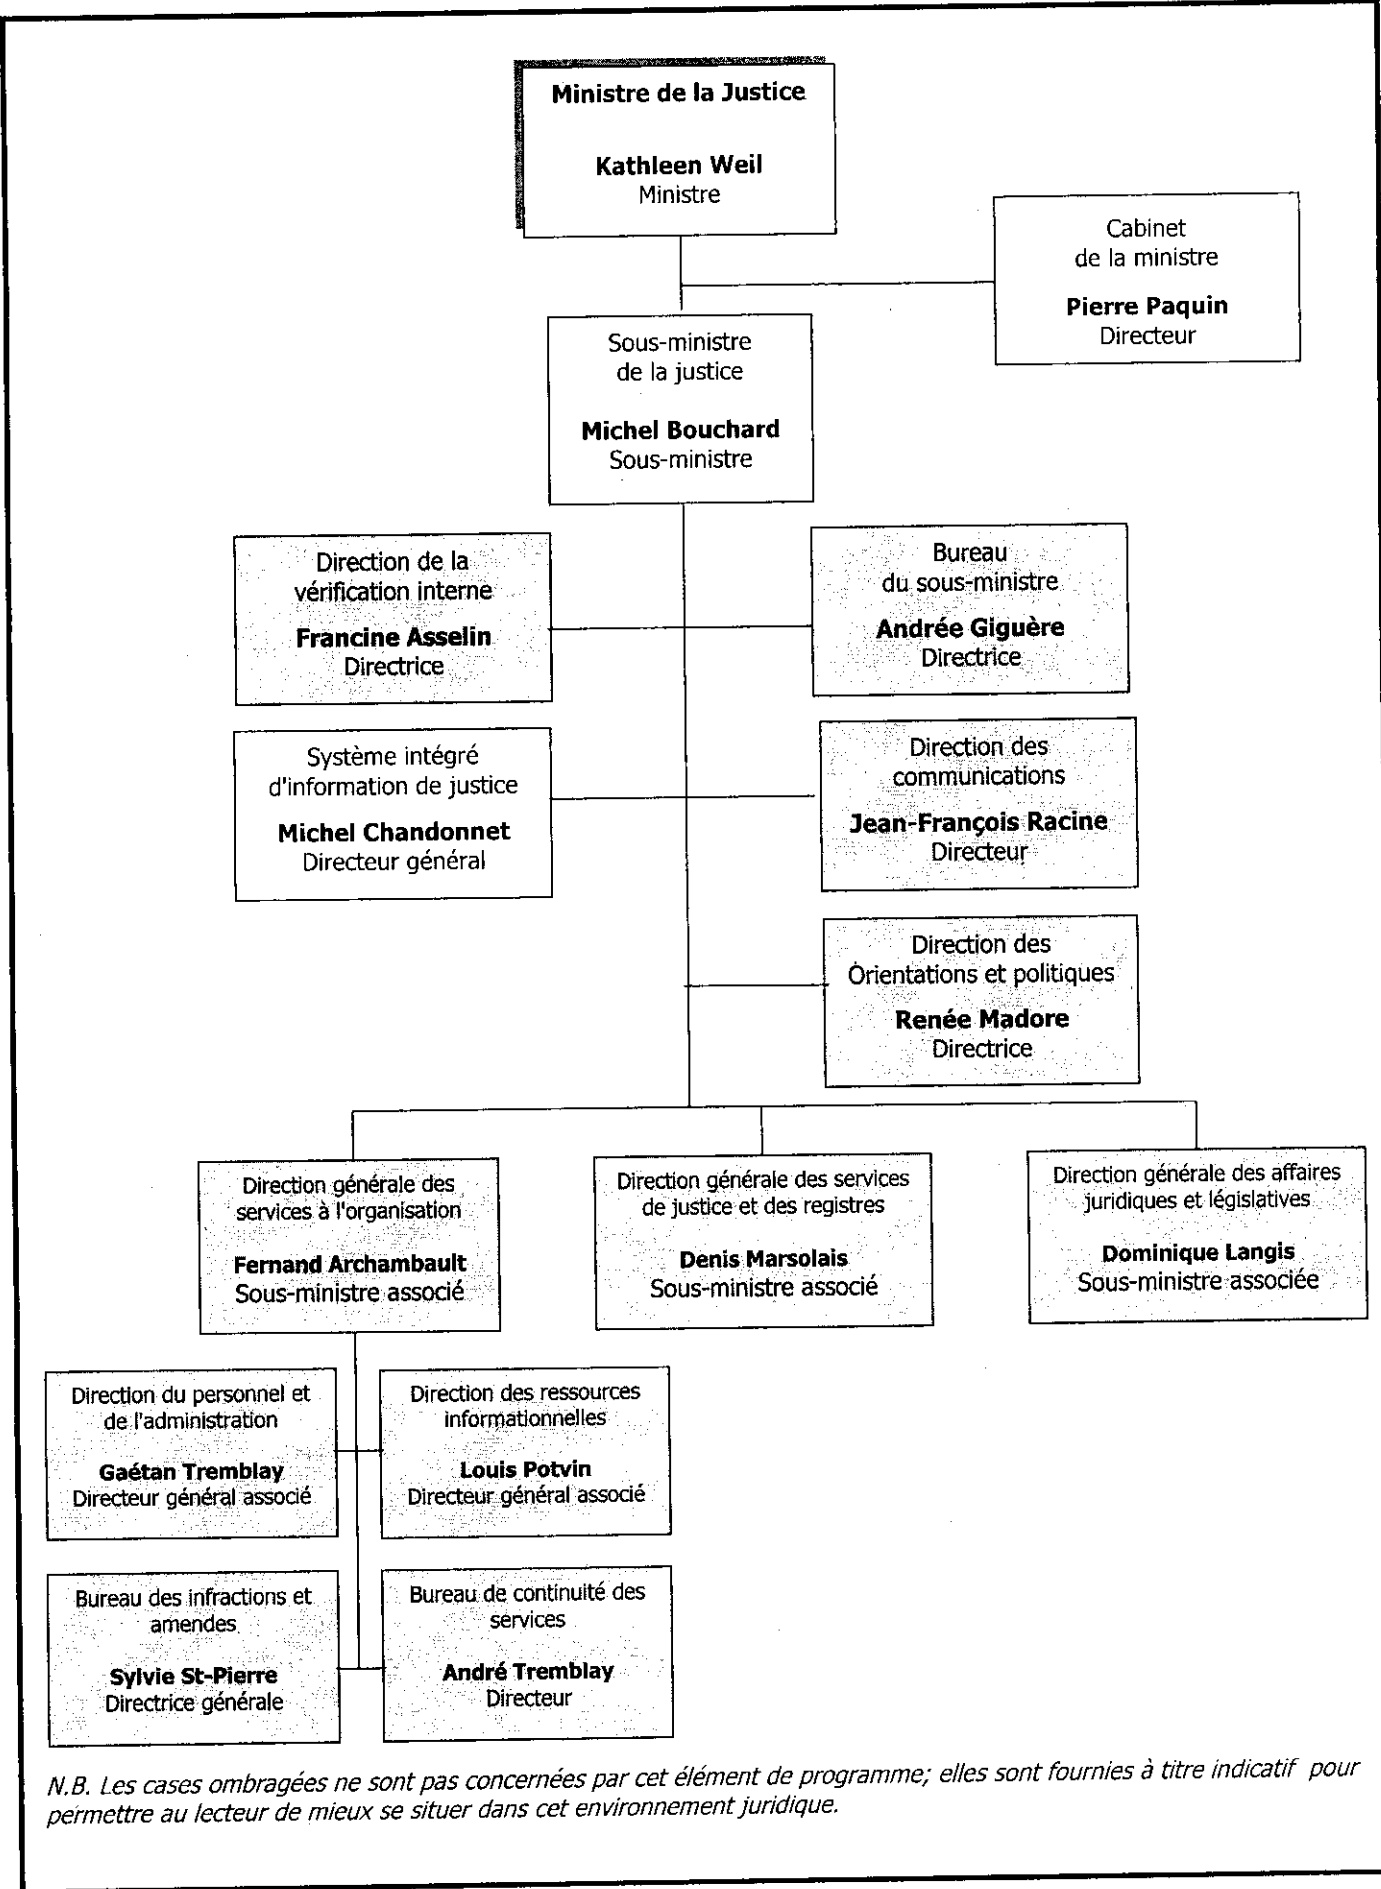 Ministre de la Justice
Kathleen Weil
Ministre
Cabinet
de la ministre
Pierre Paquin
Directeur
Sous-ministre
de la justice
Michel Bouchard
Sous-ministre
Direction de la
vérification interne
Francine Asselin
Directrice
Bureau
du sous-ministre
Andrée Giguère
Directrice
Système intégré
d'information de justice
Michel Chandonnet
Directeur général
Direction des
communications
Jean-François Racine
Directeur
Direction des
Orientations et politiques
Renée Madore
Directrice
Direction générale des
services à l'organisation
Fernand Archambault
Sous-ministre associé
Direction générale des services
de justice et des registres
Denis Marsolais
Sous-ministre associé
Direction générale des affaires
juridiques et législatives
Dominique Langis
Sous-ministre associée
Direction du personnel et
de l'administration
Gaétan Tremblay
Directeur général associé
Direction des ressources
informationnelles
Louis Potvin
Directeur général associé
Bureau des infractions et
amendes
Sylvie St-Pierre
Directrice générale
Bureau de continuité des
services
André Tremblay
Directeur
N.B. Les cases ombragées ne sont pas concernées par cet élément de programme; elles sont fournies à titre indicatif pour
permettre au lecteur de mieux se situer dans cet environnement juridique.